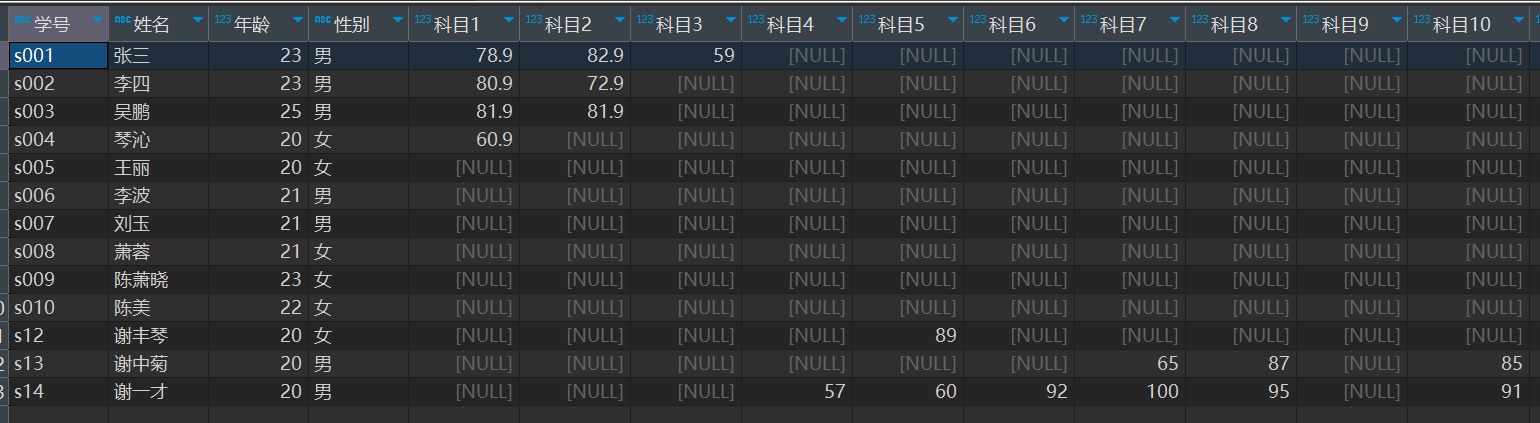 ABC 学号 ABC 姓名 123 年龄 ABC 性别 123 科目1 123 科目2 123 科目3 123 科目4 123 科目5 123 科目6 123 科目7 123 科目8 123 科目9 123 科目10
s001 张三 23 男 78.9 82.9 59 [NULL] [NULL] [NULL] [NULL] [NULL] [NULL] [NULL]
s002 李四 23 男 80.9 72.9 [NULL] [NULL] [NULL] [NULL] [NULL] [NULL] [NULL] [NULL]
s003 吴鹏 25 男 81.9 81.9 [NULL] [NULL] [NULL] [NULL] [NULL] [NULL] [NULL] [NULL]
s004 琴沁 20 女 60.9 [NULL] [NULL] [NULL] [NULL] [NULL] [NULL] [NULL] [NULL] [NULL]
s005 王丽 20 女 [NULL] [NULL] [NULL] [NULL] [NULL] [NULL] [NULL] [NULL] [NULL] [NULL]
s006 李波 21 男 [NULL] [NULL] [NULL] [NULL] [NULL] [NULL] [NULL] [NULL] [NULL] [NULL]
s007 刘玉 21 男 [NULL] [NULL] [NULL] [NULL] [NULL] [NULL] [NULL] [NULL] [NULL] [NULL]
s008 萧蓉 21 女 [NULL] [NULL] [NULL] [NULL] [NULL] [NULL] [NULL] [NULL] [NULL] [NULL]
s009 陈萧晓 23 女 [NULL] [NULL] [NULL] [NULL] [NULL] [NULL] [NULL] [NULL] [NULL] [NULL]
0 s010 陈美 22 女 [NULL] [NULL] [NULL] [NULL] [NULL] [NULL] [NULL] [NULL] [NULL] [NULL]
1 s12 谢丰琴 20 女 [NULL] [NULL] [NULL] [NULL] 89 [NULL] [NULL] [NULL] [NULL] [NULL]
2 s13 谢中菊 20 男 [NULL] [NULL] [NULL] [NULL] [NULL] [NULL] 65 87 [NULL] 85
3 s14 谢一才 20 男 [NULL] [NULL] [NULL] 57 60 92 100 95 [NULL] 91